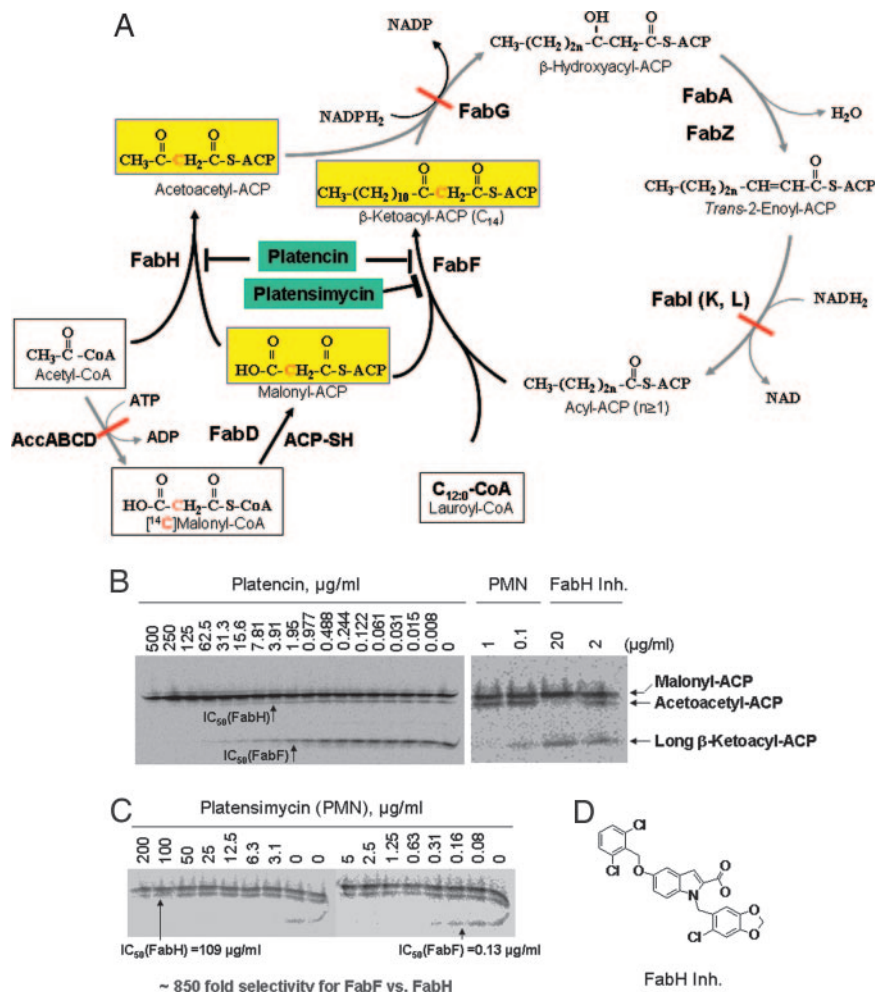 A
NADP
NADPH2
FabG
OH O
CH3-(CH2)2n-C-CH2-C-S-ACP
β-Hydroxyacyl-ACP
FabA
FabZ
H2O
O O
CH3-C-CH2-C-S-ACP
Acetoacetyl-ACP
O O
CH3-(CH2)10-C-CH2-C-S-ACP
β-Ketoacyl-ACP (C14)
O
CH3-(CH2)2n-CH=CH-C-S-ACP
Trans-2-Enoyl-ACP
FabH
Platencin
Platensimycin
FabF
FabI (K, L)
NADH2
NAD
O
CH3-C-CoA
Acetyl-CoA
O O
HO-C-CH2-C-S-ACP
Malonyl-ACP
O
CH3-(CH2)2n-C-S-ACP
Acyl-ACP (n≥1)
AccABCD
ATP
ADP
FabD
ACP-SH
O O
HO-C-CH2-C-S-CoA
[14C]Malonyl-CoA
C12:0-CoA
Lauroyl-CoA
B
Platencin, µg/ml
500 250 125 62.5 31.3 15.6 7.81 3.91 1.95 0.977 0.488 0.244 0.122 0.061 0.031 0.015 0.008 0
PMN FabH Inh.
1 0.1 20 2 (µg/ml)
IC50(FabH)
IC50(FabF)
Malonyl-ACP
Acetoacetyl-ACP
Long β-Ketoacyl-ACP
C
Platensimycin (PMN), µg/ml
200 100 50 25 12.5 6.3 3.1 0 0 5 2.5 1.25 0.63 0.31 0.16 0.08 0
IC50(FabH) =109 µg/ml
IC50(FabF)=0.13 µg/ml
~ 850 fold selectivity for FabF vs. FabH
D
Cl
Cl
O
O
O
N
O
O
Cl
FabH Inh.